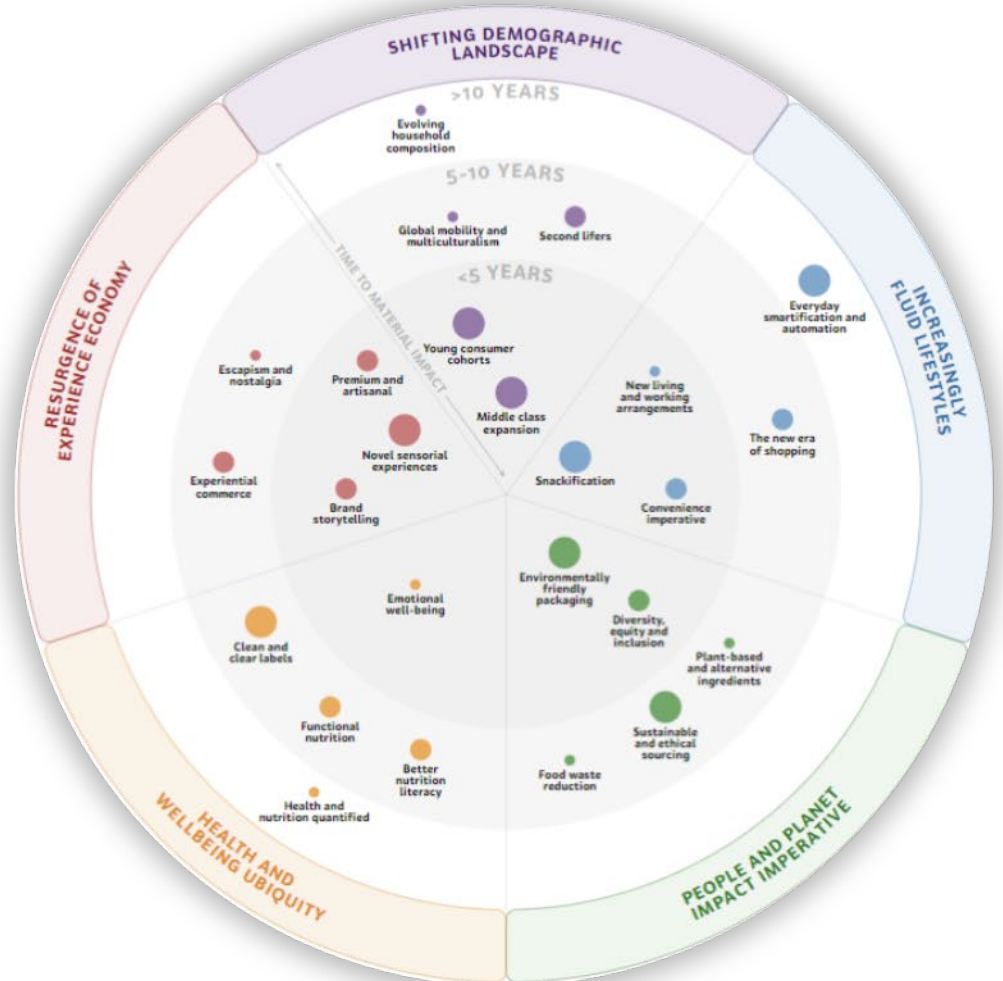 SHIFTING DEMOGRAPHIC
LANDSCAPE
>10 YEARS
Evolving
household
composition
5-10 YEARS
Global mobility and
multiculturalism
Second lifers
<5 YEARS
TIME TO MATERIAL IMPACT
Young consumer
cohorts
Middle class
expansion
INCREASINGLY
FLUID LIFESTYLES
Everyday
smartification and
automation
New living
and working
arrangements
The new era
of shopping
Snackification
Convenience
imperative
PEOPLE AND PLANET
IMPACT IMPERATIVE
Environmentally
friendly
packaging
Diversity,
equity and
inclusion
Plant-based
and alternative
ingredients
Sustainable
and ethical
sourcing
Food waste
reduction
HEALTH AND
WELLBEING UBIQUITY
Emotional
well-being
Clean and
clear labels
Functional
nutrition
Better
nutrition
literacy
Health and
nutrition quantified
RESURGENCE OF
EXPERIENCE ECONOMY
Escapism and
nostalgia
Premium and
artisanal
Novel sensorial
experiences
Experiential
commerce
Brand
storytelling